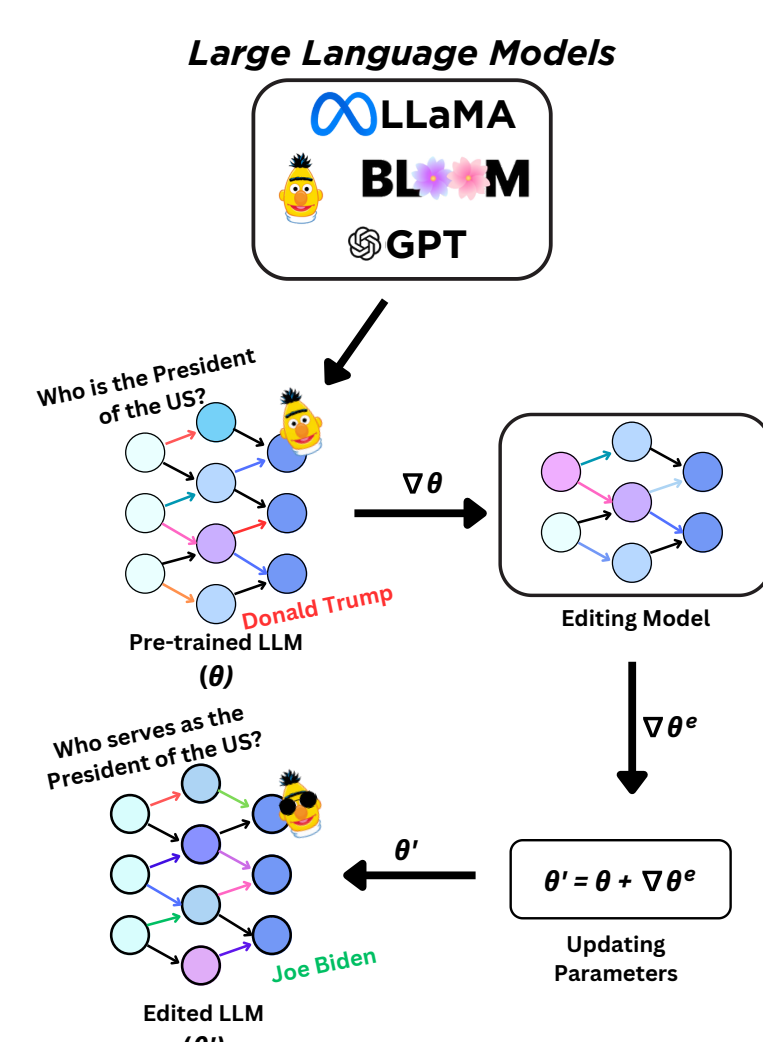 Large Language Models
LLaMA
BLOOM
GPT
Who is the President
of the US?
∇θ
Donald Trump
Pre-trained LLM
(θ)
Editing Model
∇θᵉ
Who serves as the
President of the US?
θ'
θ' = θ + ∇θᵉ
Updating
Parameters
Joe Biden
Edited LLM